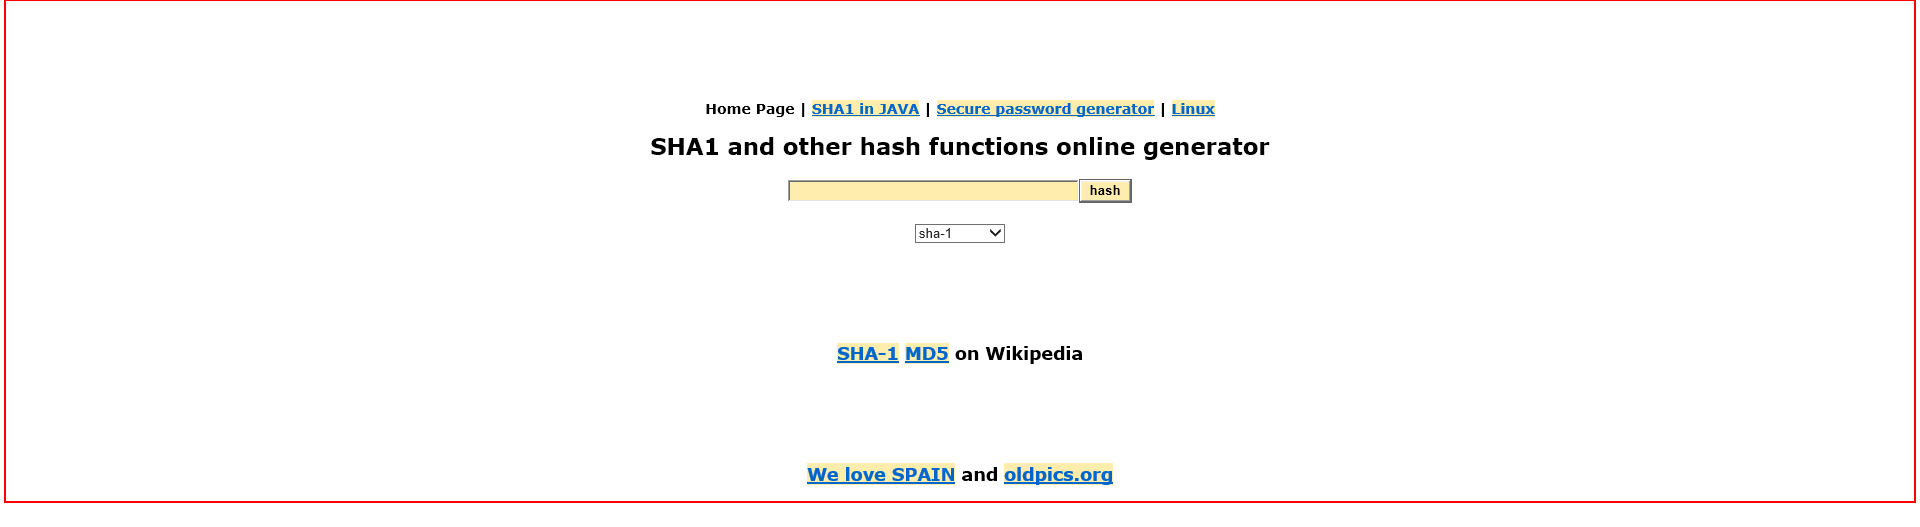 Home Page | SHA1 in JAVA | Secure password generator | Linux
SHA1 and other hash functions online generator
hash
sha-1
SHA-1 MD5 on Wikipedia
We love SPAIN and oldpics.org